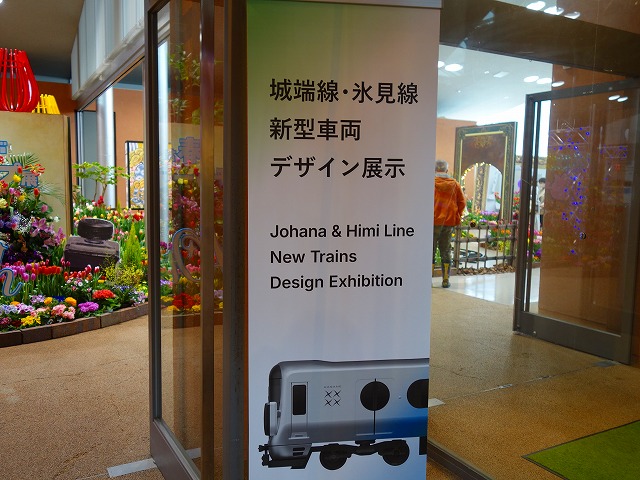 城端線・氷見線
新型車両
デザイン展示
Johana & Himi Line
New Trains
Design Exhibition